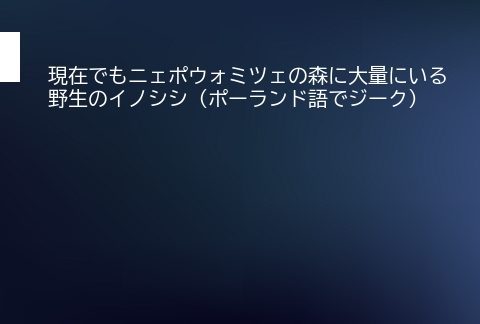 現在でもニェポウォミツェの森に大量にいる
野生のイノシシ（ポーランド語でジーク）